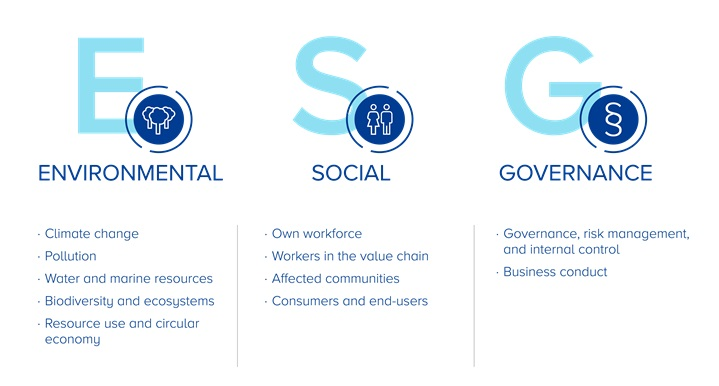 E
ENVIRONMENTAL
· Climate change
· Pollution
· Water and marine resources
· Biodiversity and ecosystems
· Resource use and circular
economy
S
SOCIAL
· Own workforce
· Workers in the value chain
· Affected communities
· Consumers and end-users
G
§
GOVERNANCE
· Governance, risk management,
and internal control
· Business conduct